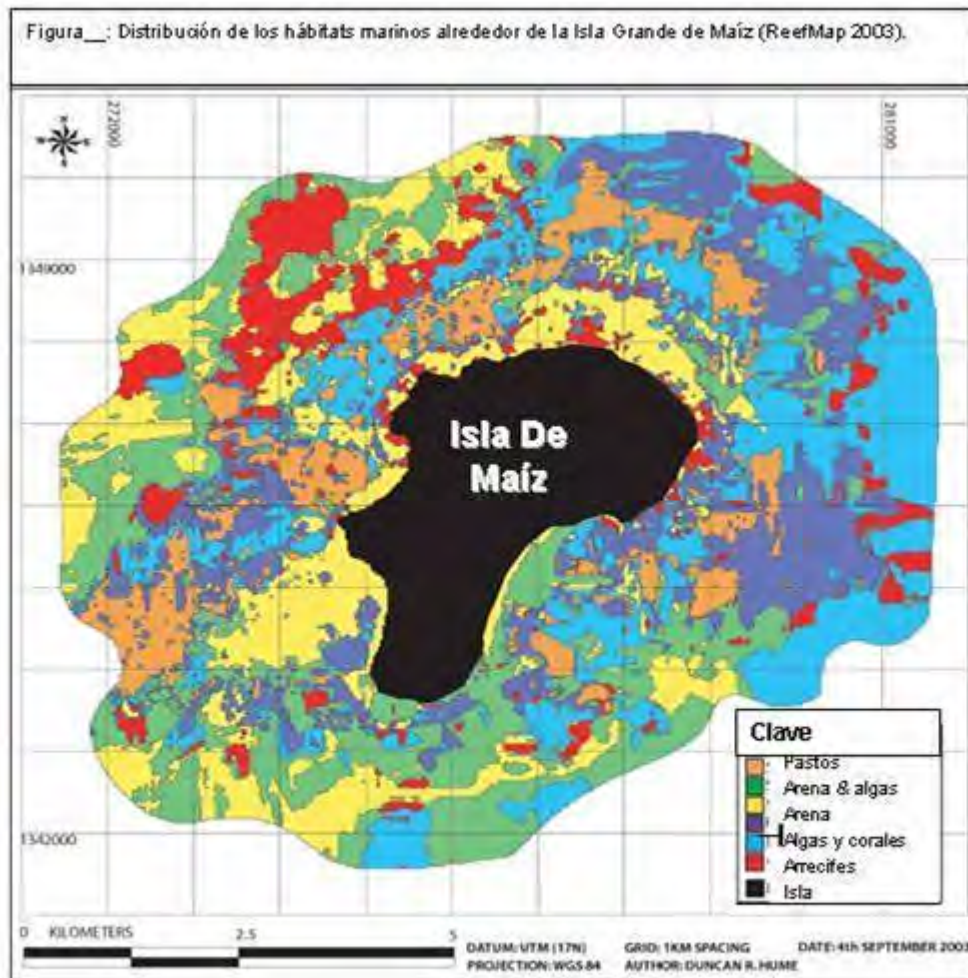 Figura__: Distribución de los hábitats marinos alrededor de la Isla Grande de Maíz (ReefMap 2003).
272000
281000
1349000
Isla De
Maíz
Clave
Pastos
Arena & algas
Arena
Algas y corales
Arrecifes
Isla
1342000
0 KILOMETERS 2.5 5
DATUM: UTM (17N) GRID: 1KM SPACING DATE: 4th SEPTEMBER 2003
PROJECTION: WGS 84 AUTHOR: DUNCAN R. HUME